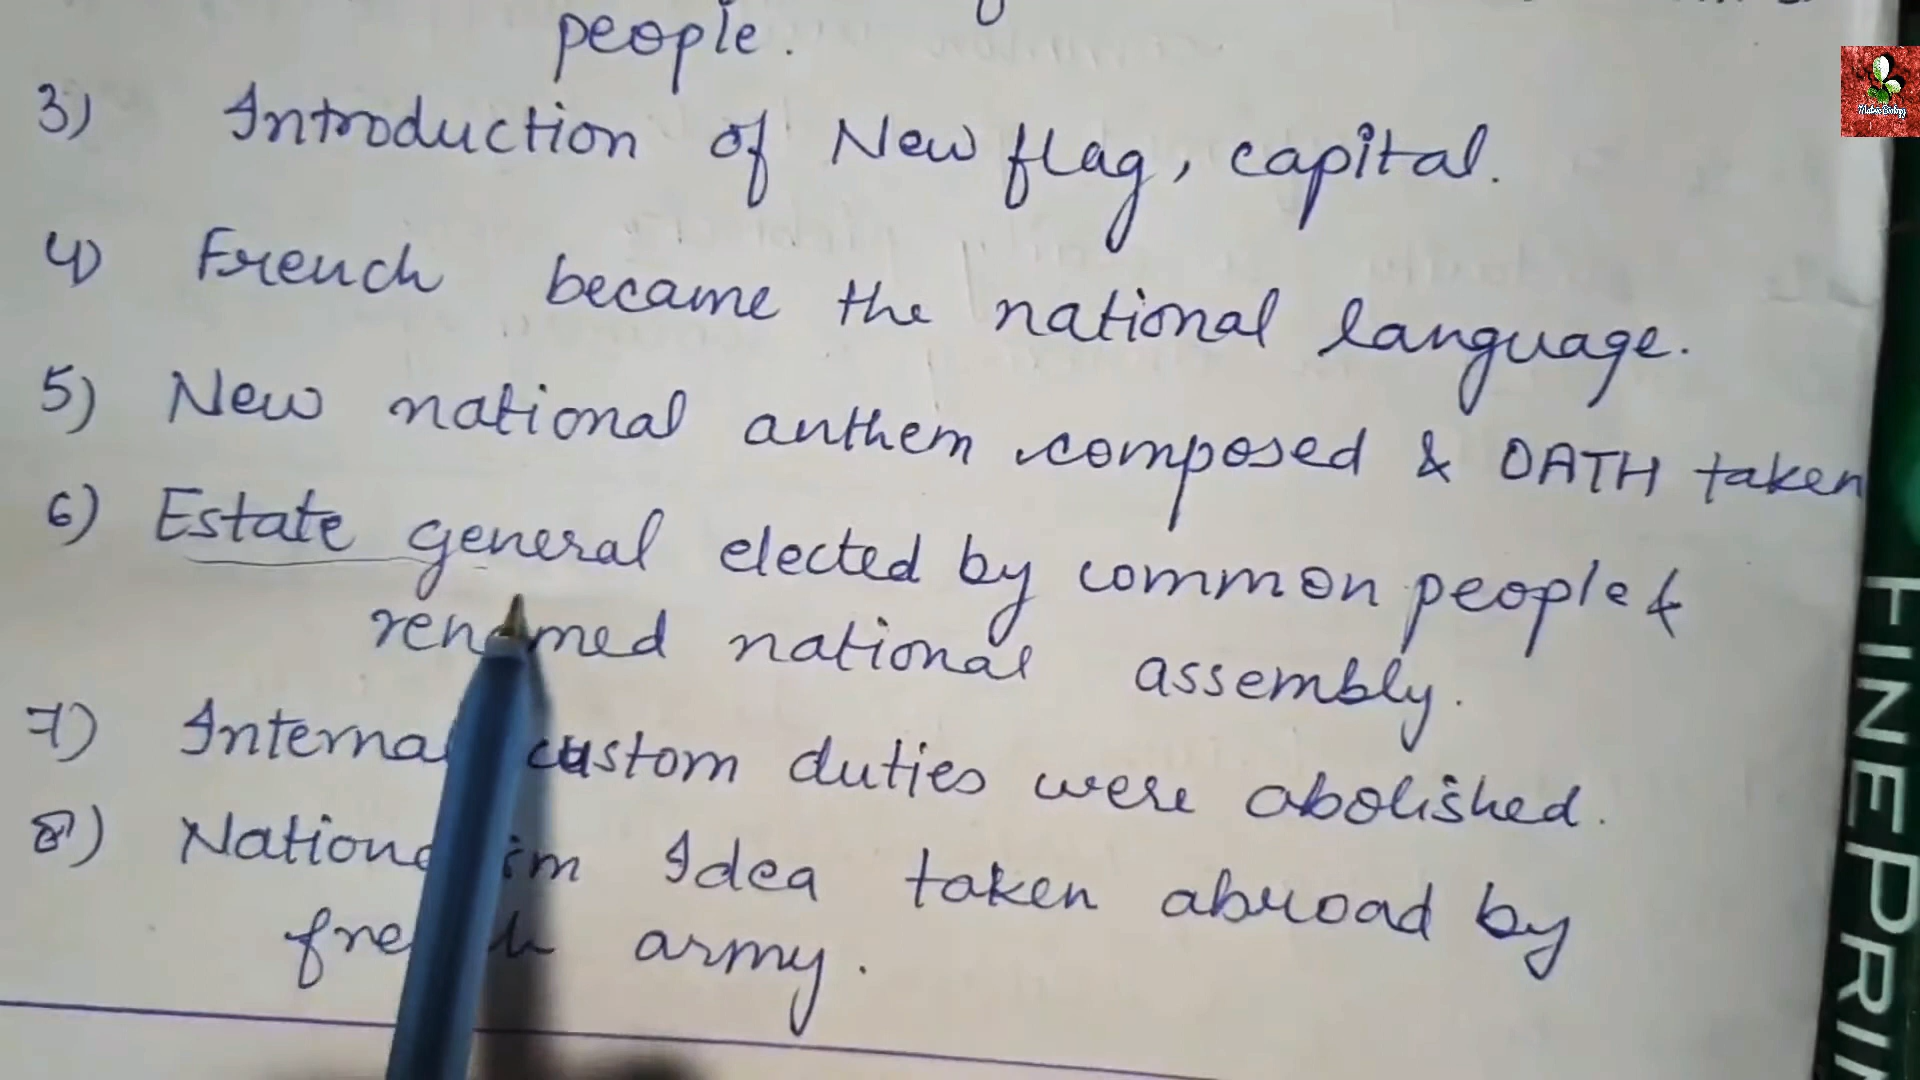 people.
3) Introduction of New flag, capital.
4) French became the national language.
5) New national anthem composed & OATH taken
6) Estate general elected by common people &
renamed national assembly.
7) Internal custom duties were abolished.
8) Idea taken abroad by
army.
FINEPRI